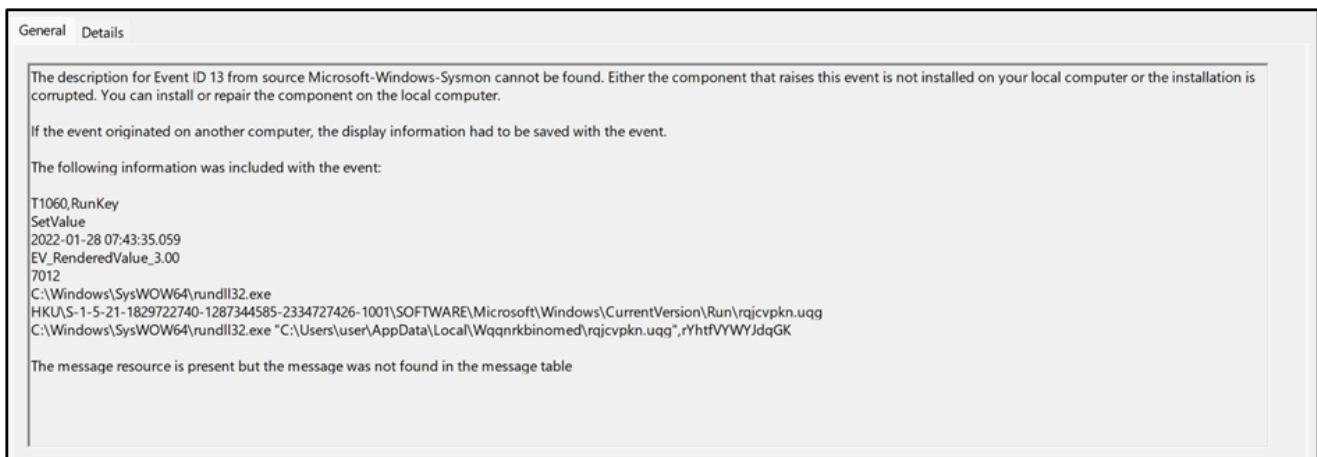 General Details
The description for Event ID 13 from source Microsoft-Windows-Sysmon cannot be found. Either the component that raises this event is not installed on your local computer or the installation is
corrupted. You can install or repair the component on the local computer.
If the event originated on another computer, the display information had to be saved with the event.
The following information was included with the event:
T1060,RunKey
SetValue
2022-01-28 07:43:35.059
EV_RenderedValue_3.00
7012
C:\Windows\SysWOW64\rundll32.exe
HKU\S-1-5-21-1829722740-1287344585-2334727426-1001\SOFTWARE\Microsoft\Windows\CurrentVersion\Run\rqjcvpkn.uqg
C:\Windows\SysWOW64\rundll32.exe "C:\Users\user\AppData\Local\Wqqnrkbinomed\rqjcvpkn.uqg",rYhtfVYWYJdqGK
The message resource is present but the message was not found in the message table